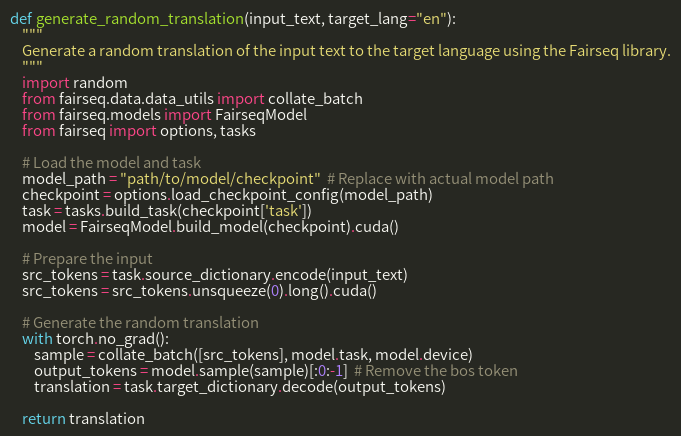 def generate_random_translation(input_text, target_lang="en"):
"""
Generate a random translation of the input text to the target language using the Fairseq library.
"""
import random
from fairseq.data.data_utils import collate_batch
from fairseq.models import FairseqModel
from fairseq import options, tasks
# Load the model and task
model_path = "path/to/model/checkpoint" # Replace with actual model path
checkpoint = options.load_checkpoint_config(model_path)
task = tasks.build_task(checkpoint['task'])
model = FairseqModel.build_model(checkpoint).cuda()
# Prepare the input
src_tokens = task.source_dictionary.encode(input_text)
src_tokens = src_tokens.unsqueeze(0).long().cuda()
# Generate the random translation
with torch.no_grad():
sample = collate_batch([src_tokens], model.task, model.device)
output_tokens = model.sample(sample)[:0:-1] # Remove the bos token
translation = task.target_dictionary.decode(output_tokens)
return translation